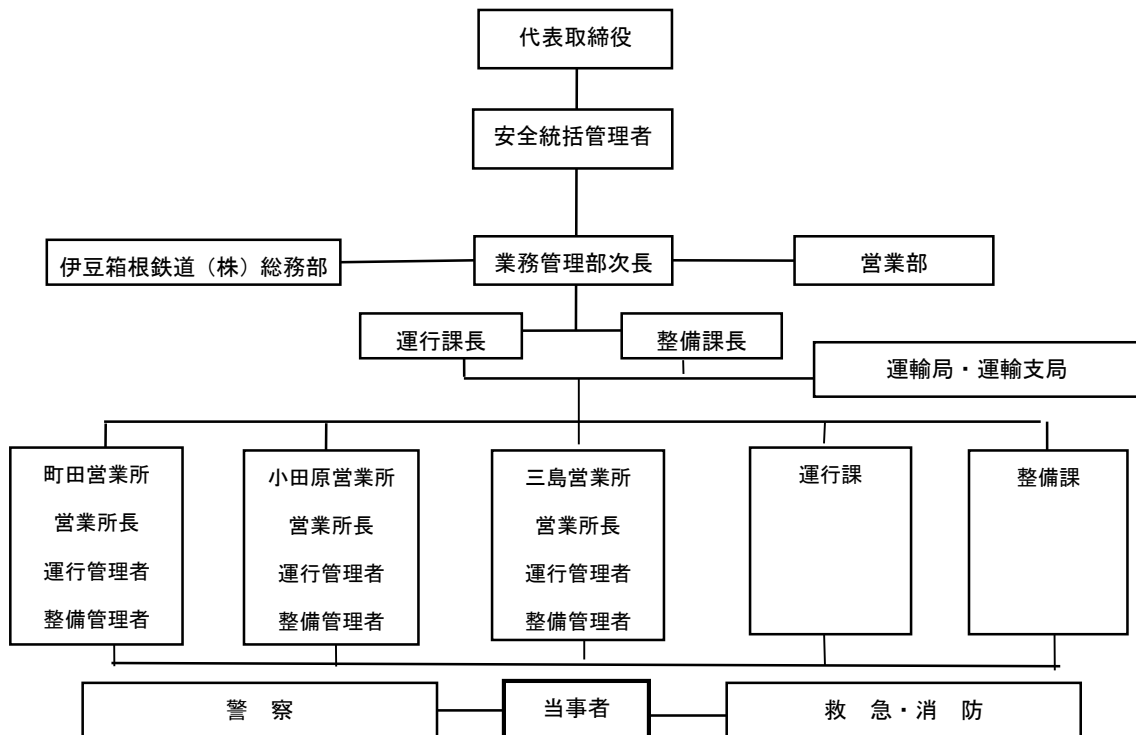 代表取締役
安全統括管理者
伊豆箱根鉄道（株）総務部
業務管理部次長
営業部
運行課長
整備課長
運輸局・運輸支局
町田営業所
営業所長
運行管理者
整備管理者
小田原営業所
営業所長
運行管理者
整備管理者
三島営業所
営業所長
運行管理者
整備管理者
運行課
整備課
警　察
当事者
救　急・消　防